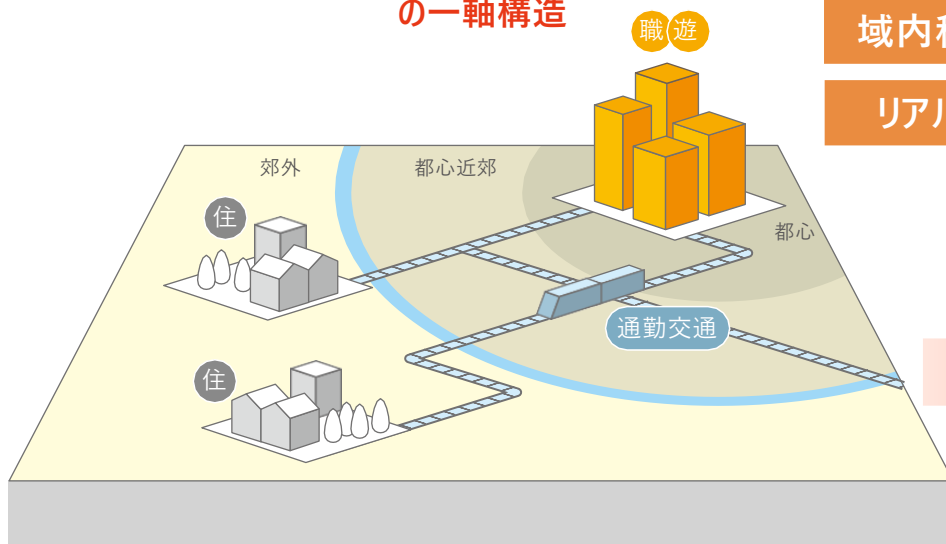 の一軸構造
職 遊
域内
リアル
郊外
都心近郊
住
都心
通勤交通
住